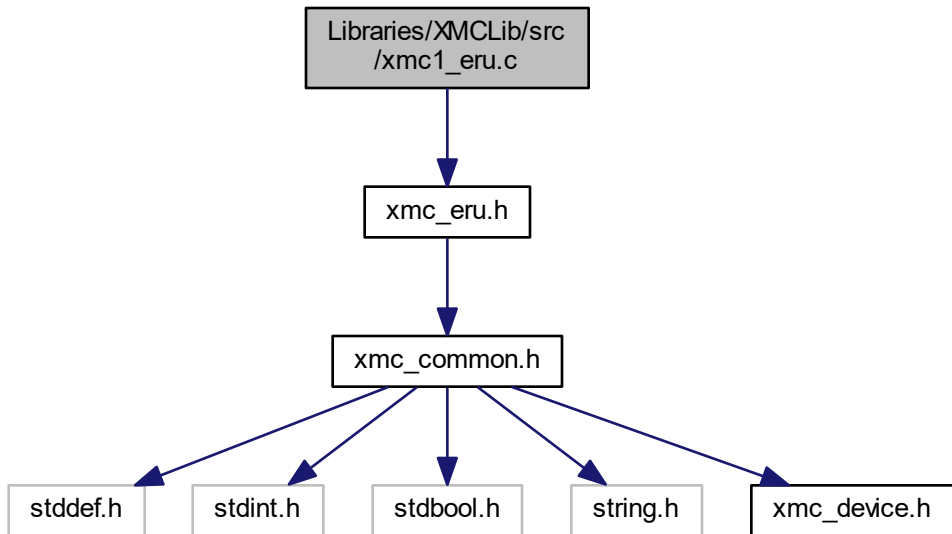 Libraries/XMCLib/src
/xmc1_eru.c
xmc_eru.h
xmc_common.h
stddef.h
stdint.h
stdbool.h
string.h
xmc_device.h